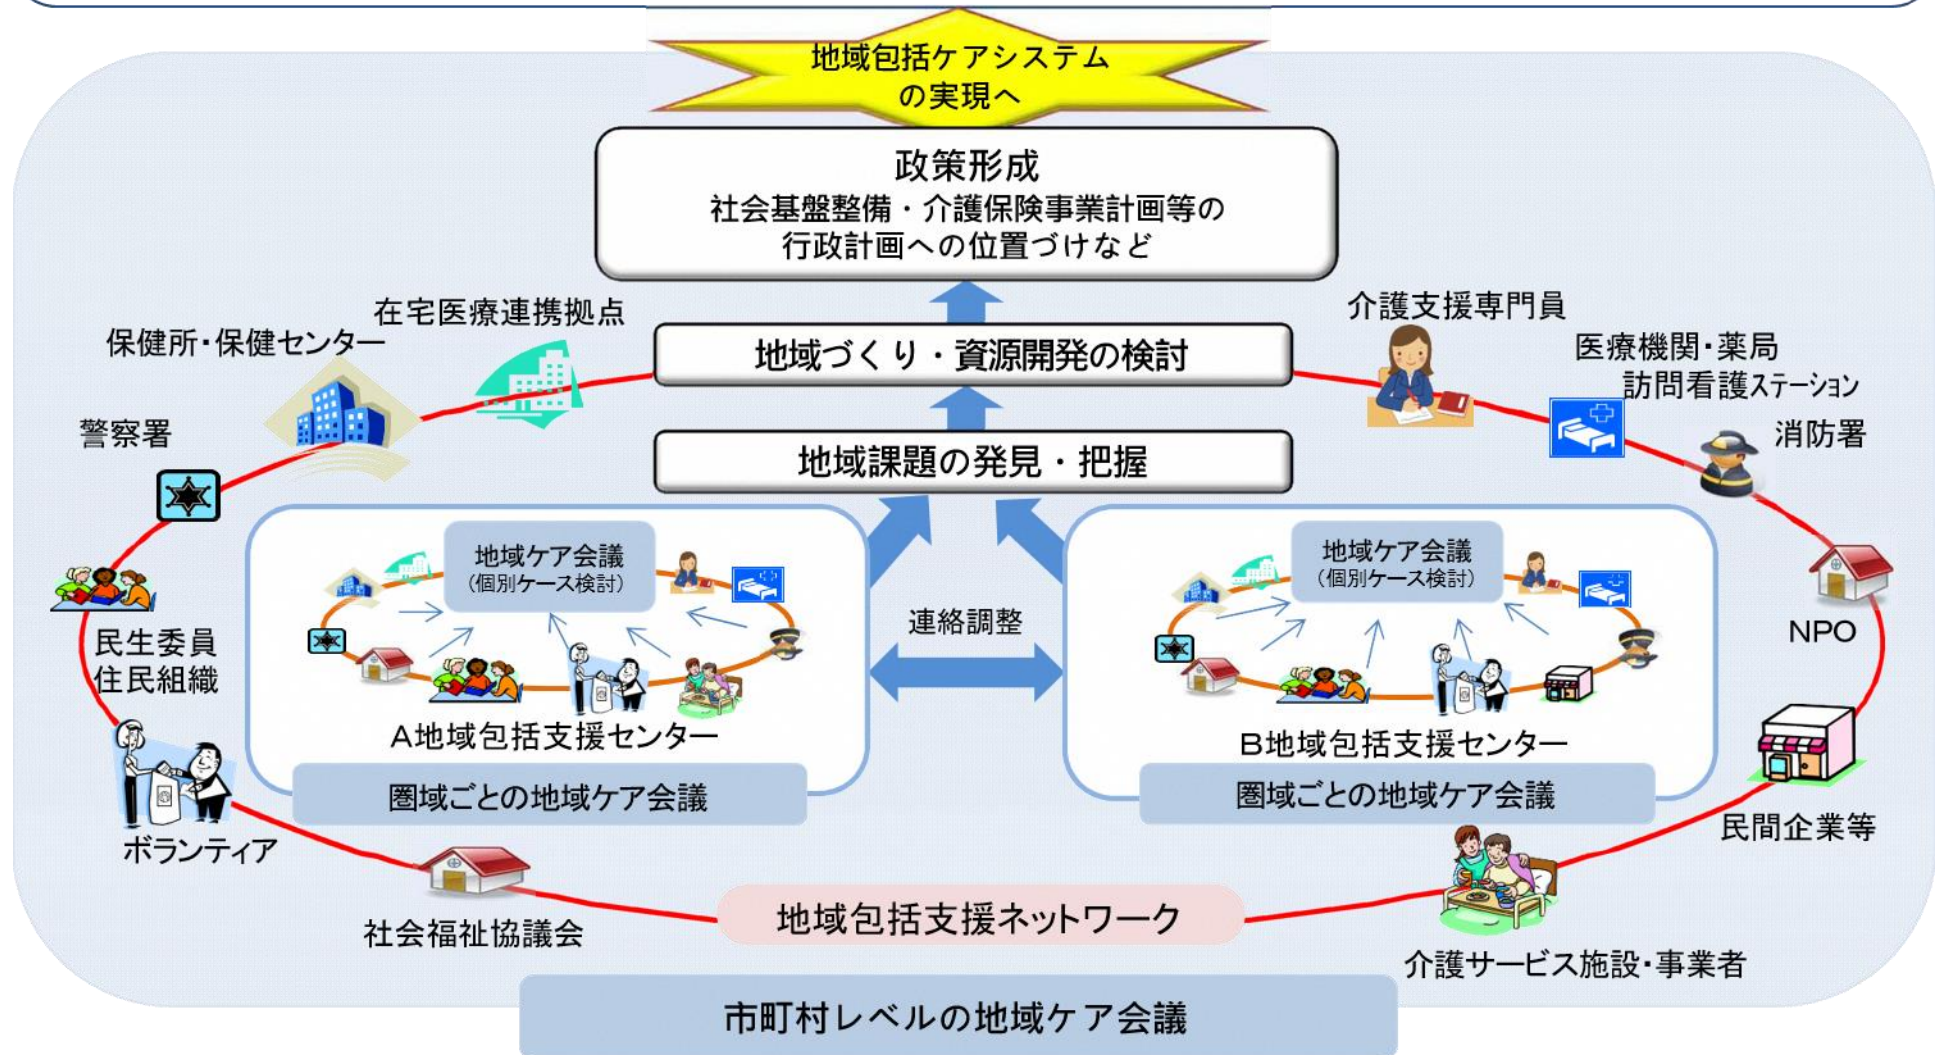 地域包括ケアシステム
の実現へ
政策形成
社会基盤整備・介護保険事業計画等の
行政計画への位置づけなど
在宅医療連携拠点
保健所・保健センター
警察署
地域づくり・資源開発の検討
介護支援専門員
医療機関・薬局
訪問看護ステーション
消防署
地域課題の発見・把握
地域ケア会議
(個別ケース検討)
A地域包括支援センター
圏域ごとの地域ケア会議
連絡調整
地域ケア会議
(個別ケース検討)
B地域包括支援センター
圏域ごとの地域ケア会議
民生委員
住民組織
NPO
ボランティア
民間企業等
社会福祉協議会
地域包括支援ネットワーク
介護サービス施設・事業者
市町村レベルの地域ケア会議